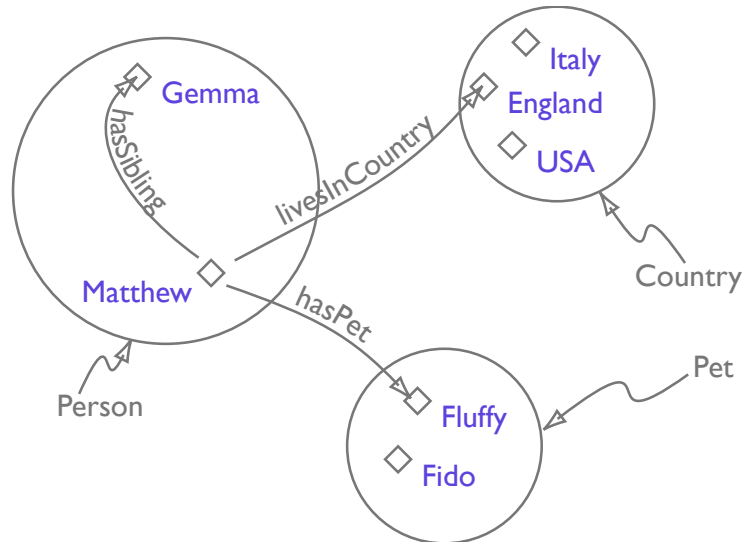 Italy
Gemma
England
hasSibling
livesInCountry
USA
Country
Matthew
hasPet
Pet
Person
Fluffy
Fido